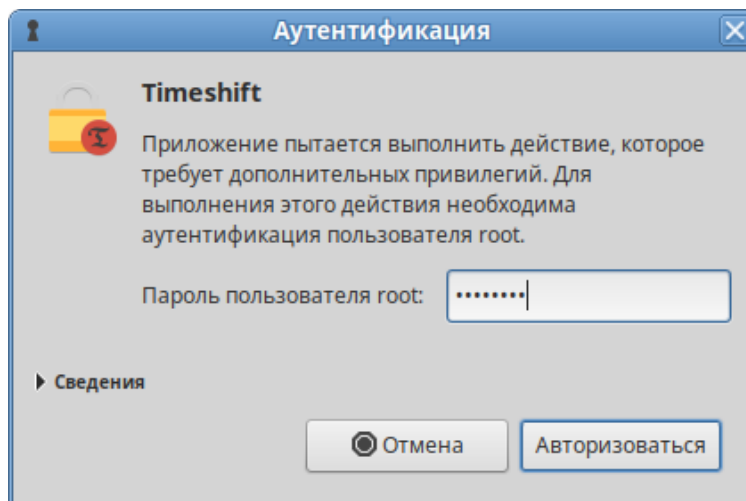 Аутентификация
Timeshift
Приложение пытается выполнить действие, которое
требует дополнительных привилегий. Для
выполнения этого действия необходима
аутентификация пользователя root.
Пароль пользователя root: ••••••••
Сведения
Отмена Авторизоваться